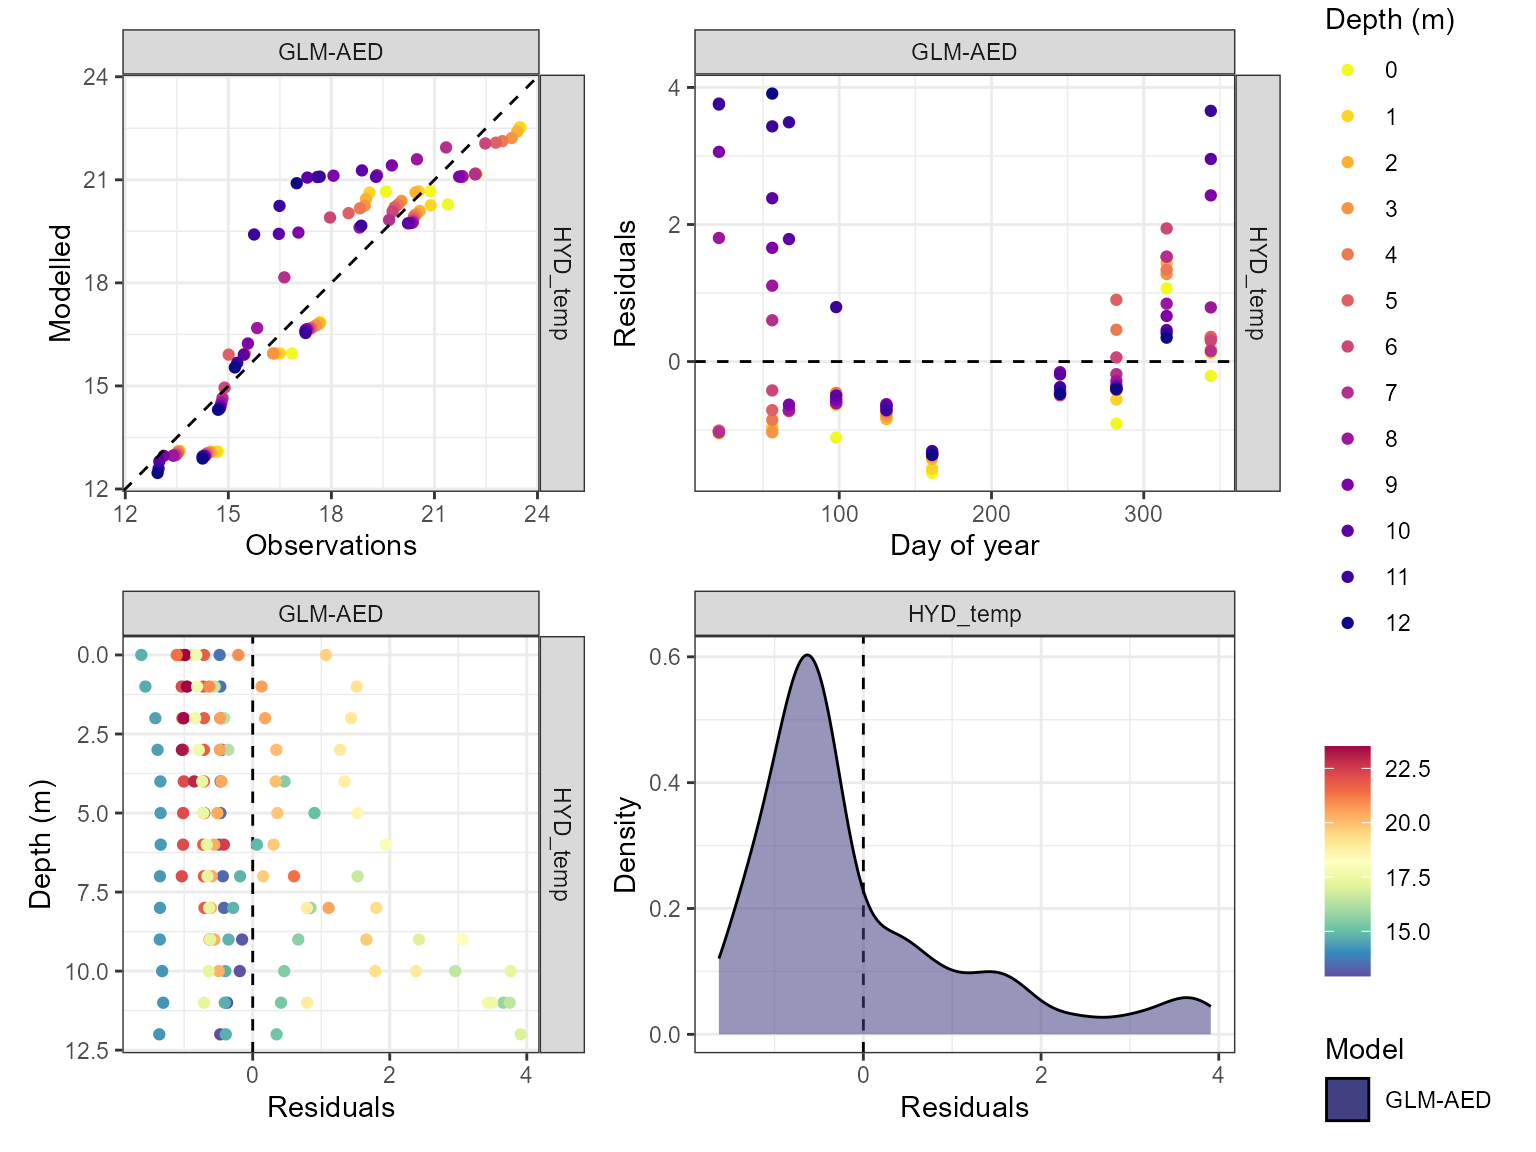 GLM-AED
HYD_temp
Modelled
24
21
18
15
12
12
15
18
21
24
Observations
GLM-AED
HYD_temp
Residuals
4
2
0
100
200
300
Day of year
Depth (m)
0
1
2
3
4
5
6
7
8
9
10
11
12
GLM-AED
HYD_temp
Depth (m)
0.0
2.5
5.0
7.5
10.0
12.5
0
2
4
Residuals
HYD_temp
Density
0.6
0.4
0.2
0.0
0
2
4
Residuals
22.5
20.0
17.5
15.0
Model
GLM-AED